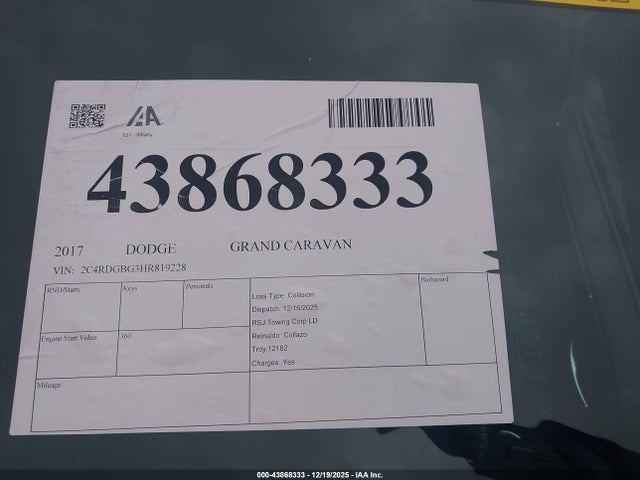 IAA
537 - Albany
43868333
2017 DODGE GRAND CARAVAN
VIN: 2C4RDGBG3HR819228
RND/Starts
Keys
Personals
Loss Type: Collision
Dispatch: 12/16/2025
RSJ Towing Corp LD
Reinaldo Collazo
Troy,12182
Charges: Yes
Biohazard
Engine Start Video
360
Mileage
000-43868333 - 12/19/2025 - IAA Inc.